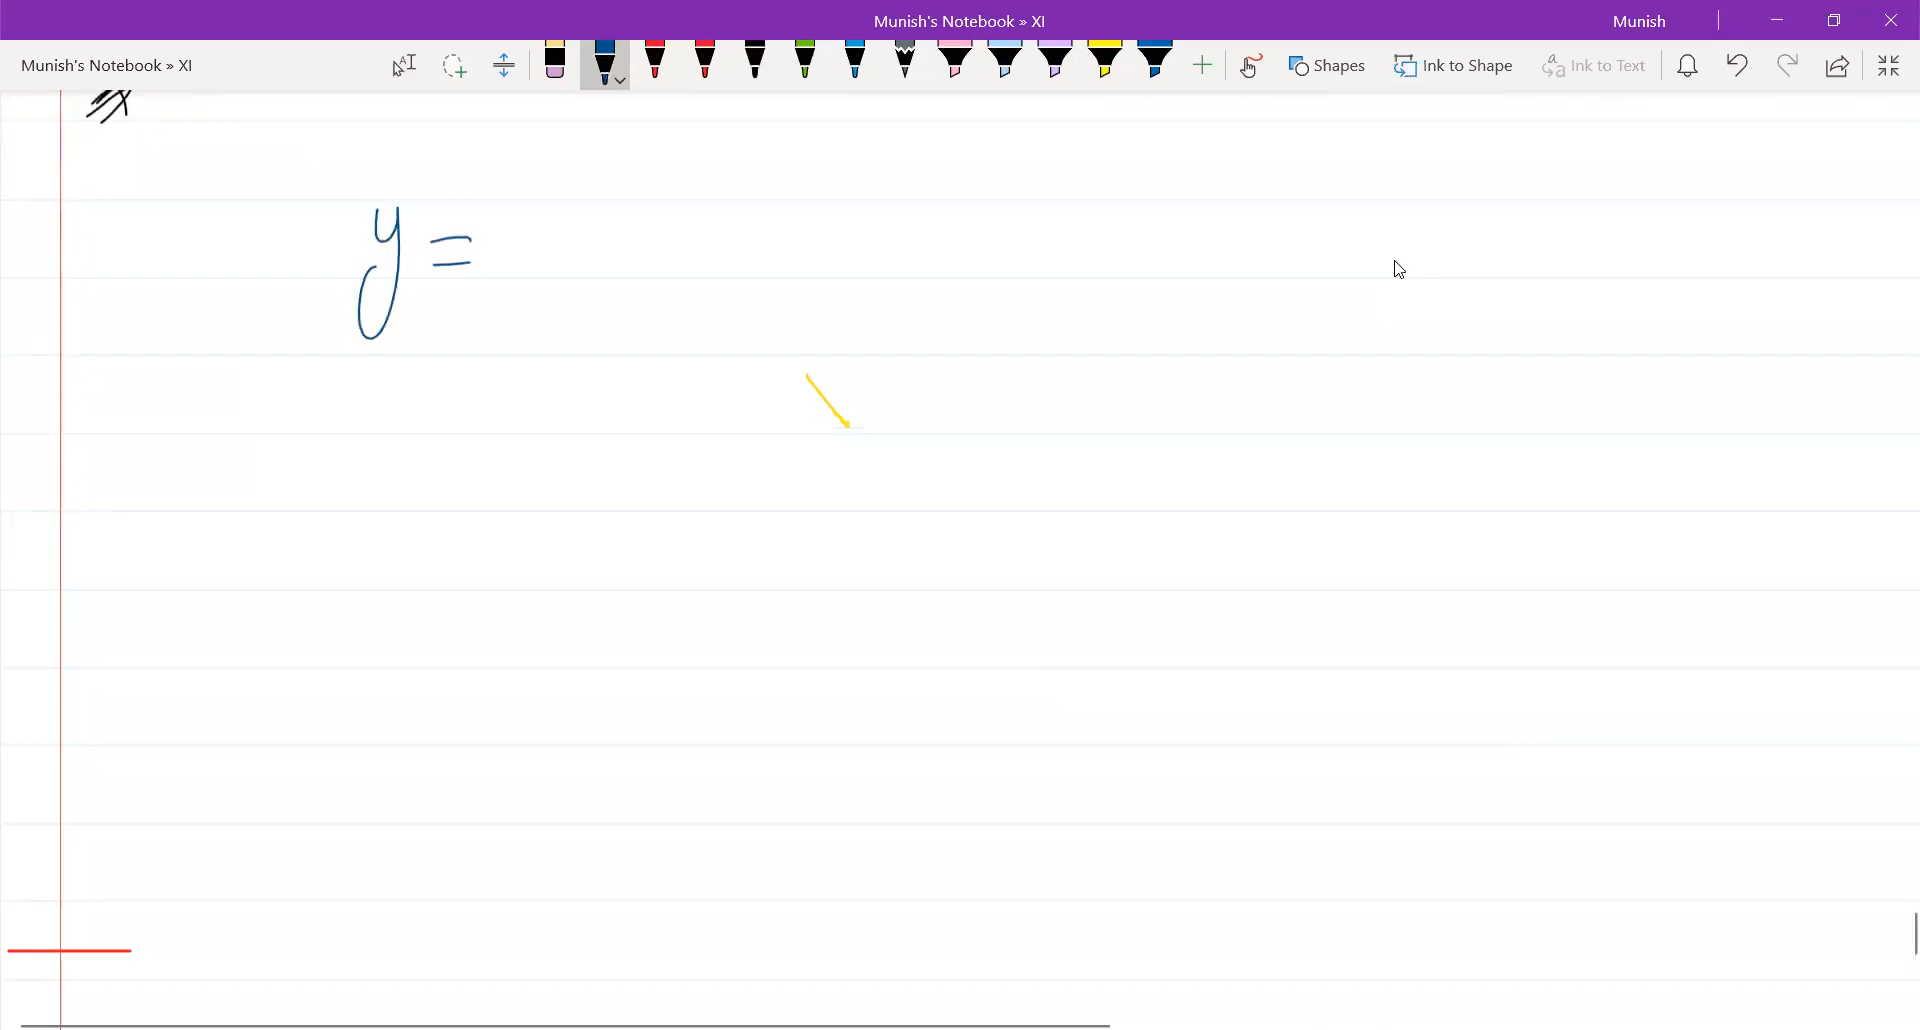 Munish's Notebook » XI
Munish
Munish's Notebook » XI
Shapes
Ink to Shape
Ink to Text
y =